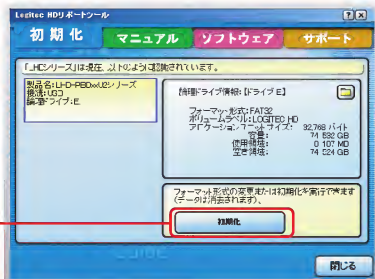 Logitec HDサポートツール
初期化
マニュアル
ソフトウェア
サポート
「_HDシリーズ」は現在、以下のように認識されています。
製品名:LHD-PBDxxU2シリーズ
接続:USB
論理ドライブ:E
論理ドライブ情報:[ドライブ E]
フォーマット形式:FAT32
ボリュームラベル:LOGITEC HD
アロケーションユニットサイズ: 32,768 バイト
容量:
使用領域:
空き領域:
フォーマット形式の変更または初期化を実行できます
(データは消去されます)。
初期化
閉じる